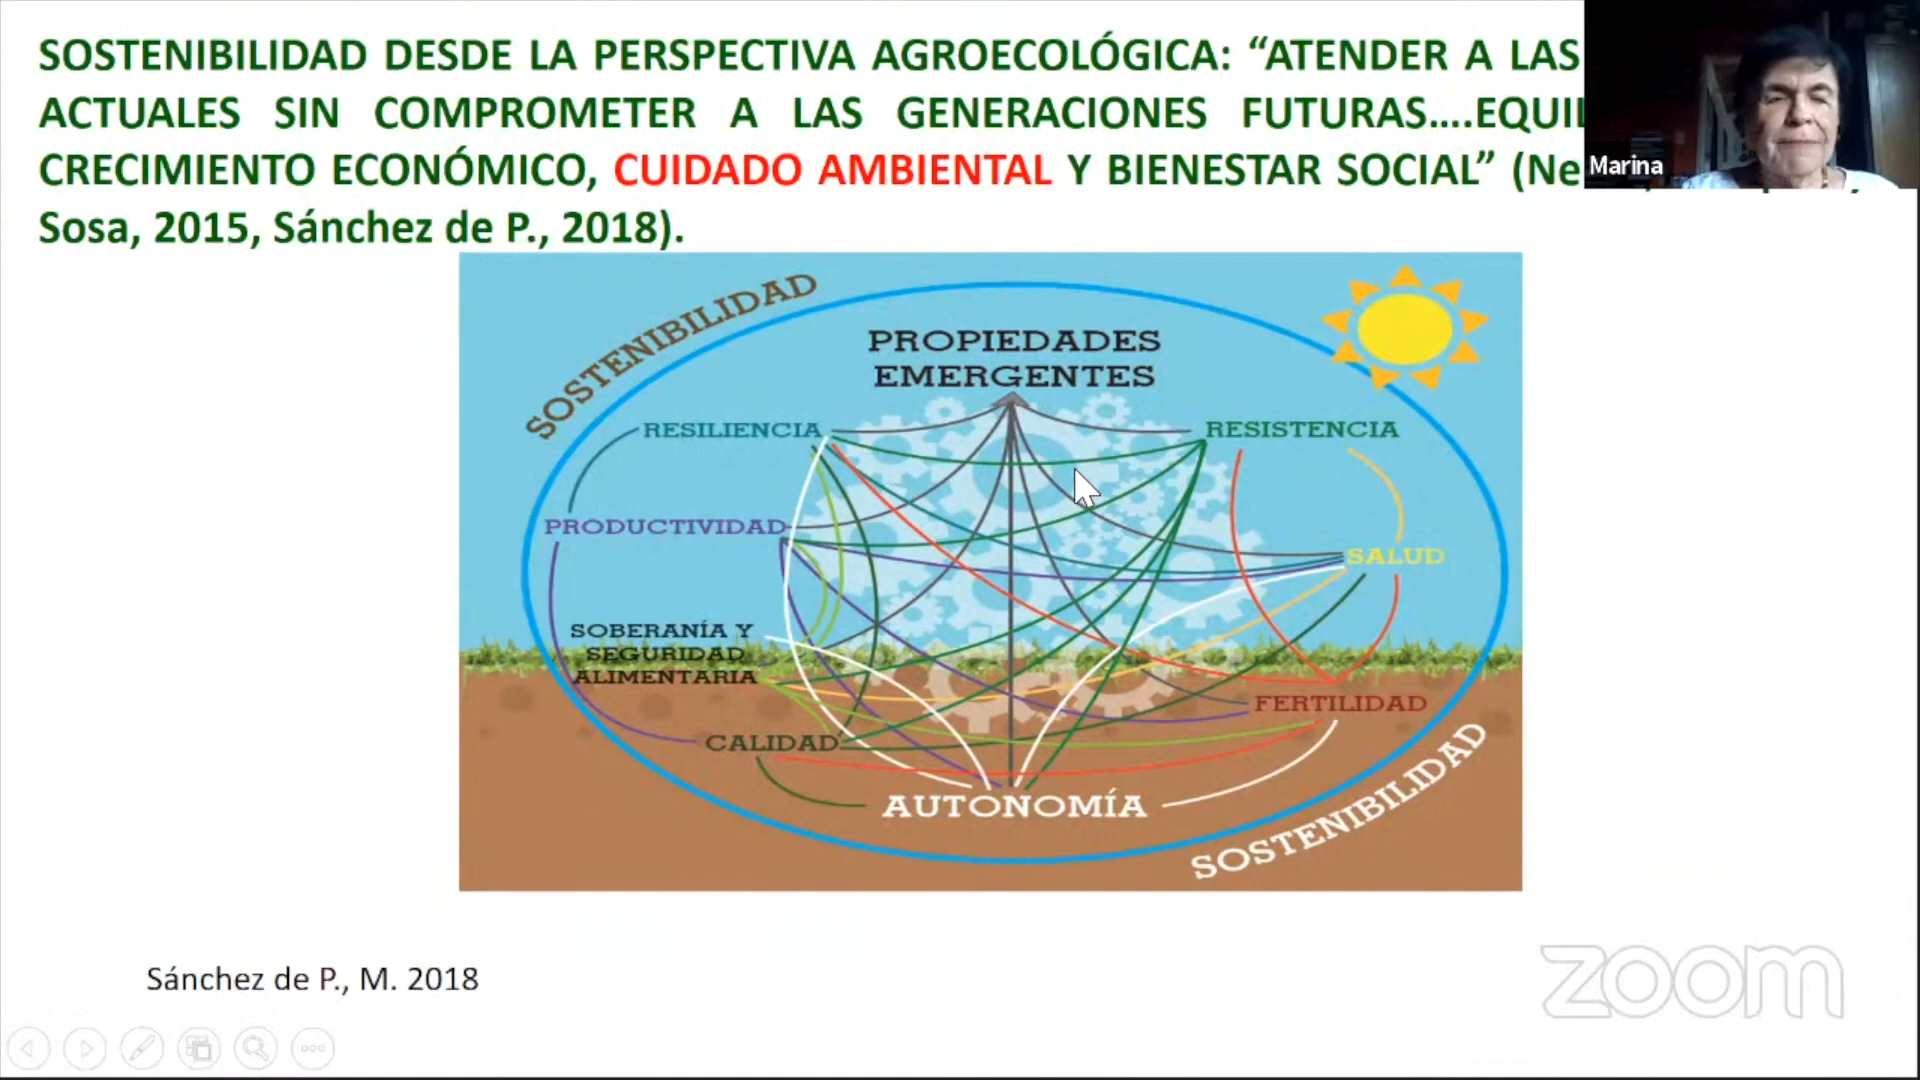 SOSTENIBILIDAD DESDE LA PERSPECTIVA AGROECOLÓGICA: “ATENDER A LAS
ACTUALES SIN COMPROMETER A LAS GENERACIONES FUTURAS….EQUIL
CRECIMIENTO ECONÓMICO, CUIDADO AMBIENTAL Y BIENESTAR SOCIAL” (Ne
Sosa, 2015, Sánchez de P., 2018).
Marina
SOSTENIBILIDAD
PROPIEDADES
EMERGENTES
RESILIENCIA
RESISTENCIA
PRODUCTIVIDAD
SALUD
SOBERANÍA Y
SEGURIDAD
ALIMENTARIA
FERTILIDAD
CALIDAD
AUTONOMÍA
SOSTENIBILIDAD
Sánchez de P., M. 2018
zoom